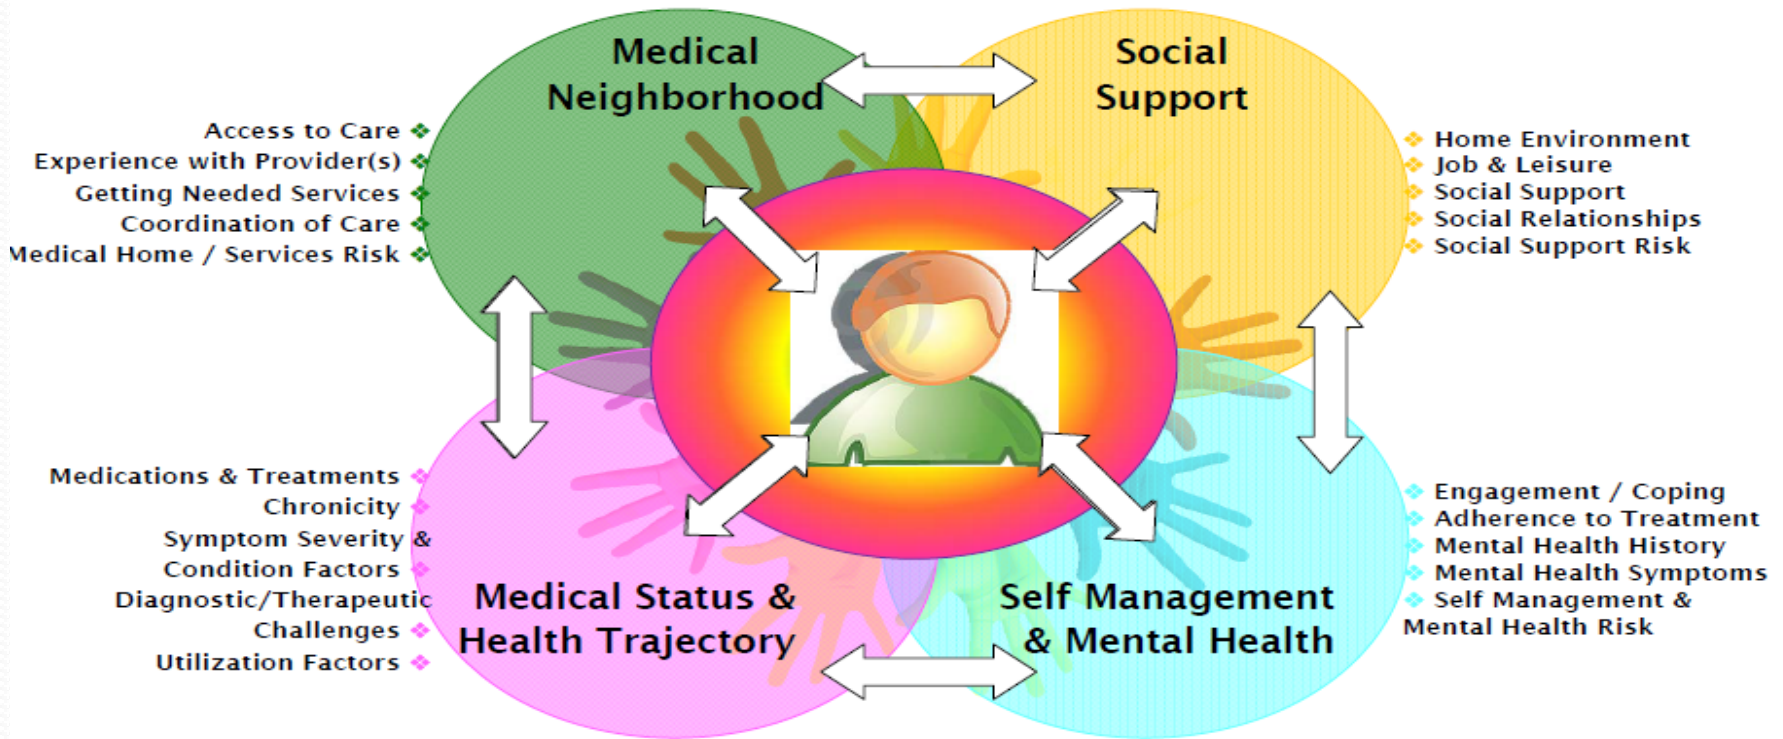 Medical
Neighborhood
Access to Care
Experience with Provider(s)
Getting Needed Services
Coordination of Care
Medical Home / Services Risk
Social
Support
Home Environment
Job & Leisure
Social Support
Social Relationships
Social Support Risk
Medications & Treatments
Chronicity
Symptom Severity &
Condition Factors
Diagnostic/Therapeutic
Challenges
Utilization Factors
Medical Status &
Health Trajectory
Self Management
& Mental Health
Engagement / Coping
Adherence to Treatment
Mental Health History
Mental Health Symptoms
Self Management &
Mental Health Risk